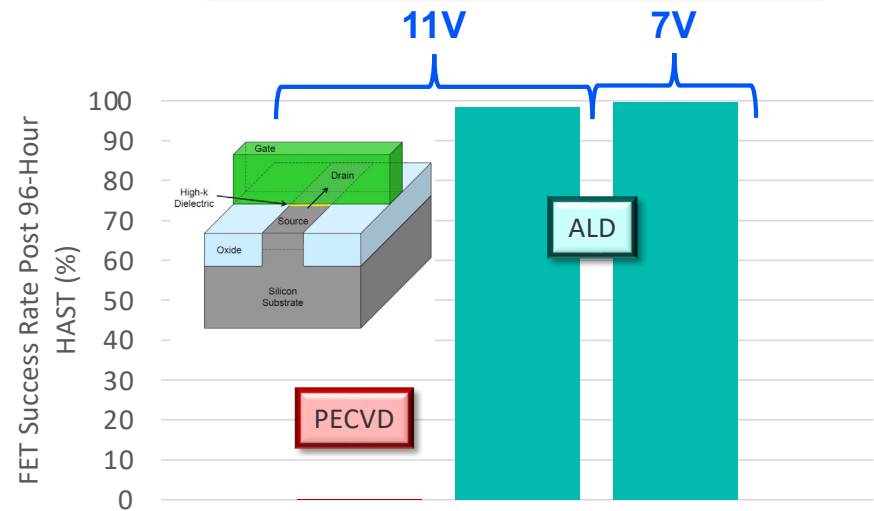 11V
7V
FET Success Rate Post 96-Hour
HAST (%)
100
90
80
70
60
50
40
30
20
10
0
Gate
Drain
High-k
Dielectric
Source
Oxide
Silicon
Substrate
ALD
PECVD